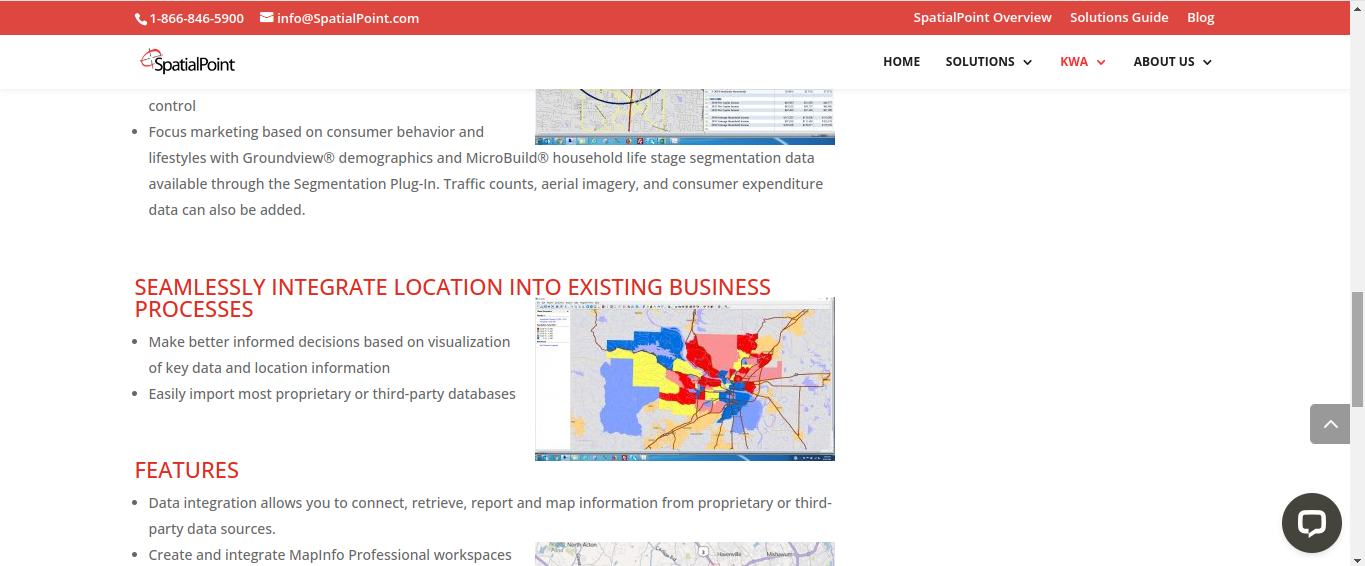 1-866-846-5900 info@SpatialPoint.com SpatialPoint Overview Solutions Guide Blog
SpatialPoint HOME SOLUTIONS KWA ABOUT US
control
Focus marketing based on consumer behavior and
lifestyles with Groundview® demographics and MicroBuild® household life stage segmentation data
available through the Segmentation Plug-In. Traffic counts, aerial imagery, and consumer expenditure
data can also be added.
SEAMLESSLY INTEGRATE LOCATION INTO EXISTING BUSINESS
PROCESSES
Make better informed decisions based on visualization
of key data and location information
Easily import most proprietary or third-party databases
FEATURES
Data integration allows you to connect, retrieve, report and map information from proprietary or third-
party data sources.
Create and integrate MapInfo Professional workspaces
North Acton
Havenville
Mishawum